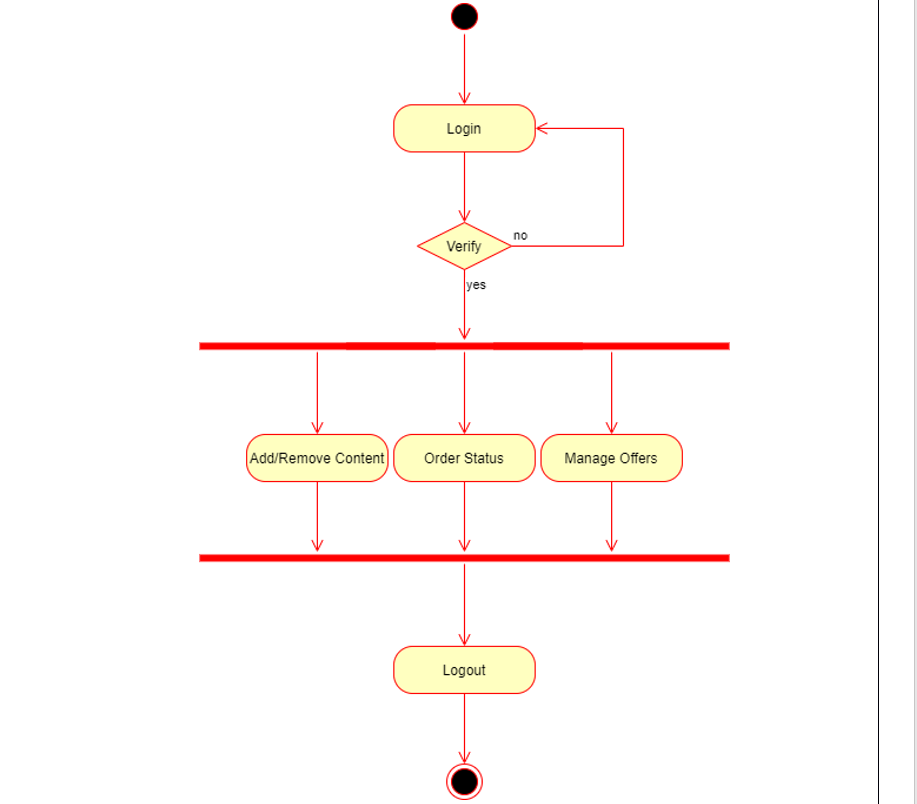 Login
Verify
no
yes
Add/Remove Content
Order Status
Manage Offers
Logout